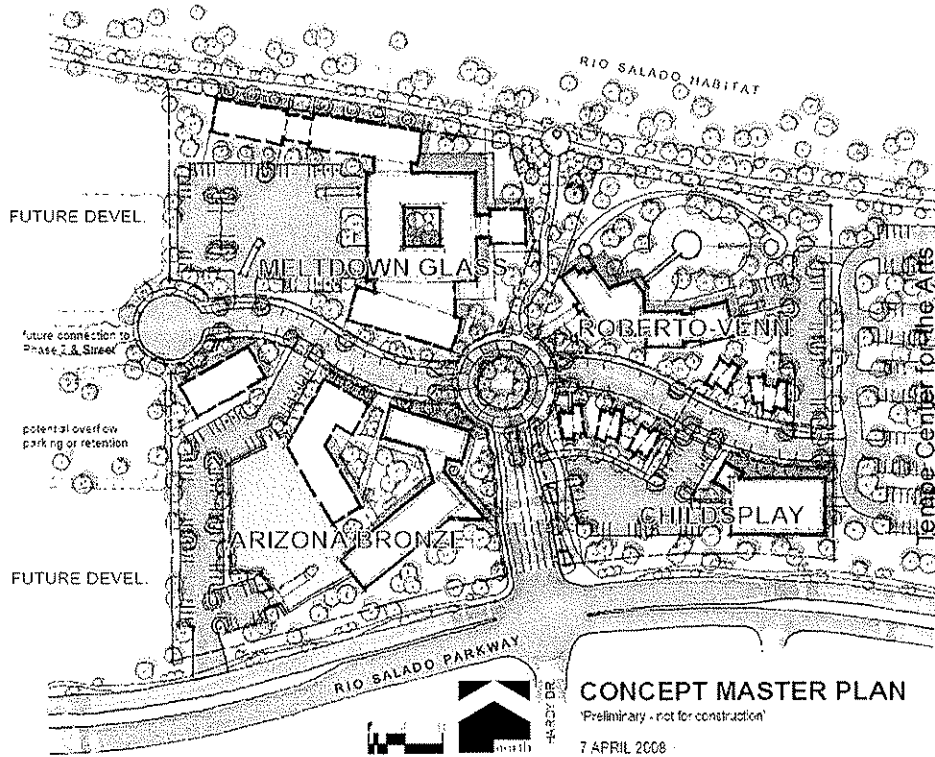 RIO SALADO HABITAT
FUTURE DEVEL.
MELTDOWN GLASS
ROBERTO-VENN
future connection to
Phase 2 & Street
potential overflow
parking or retention
Tempe Center for the Arts
ARIZONA BRONZE
CHILDSPLAY
FUTURE DEVEL.
RIO SALADO PARKWAY
HARDY DR.
north
CONCEPT MASTER PLAN
'Preliminary - not for construction'
7 APRIL 2008